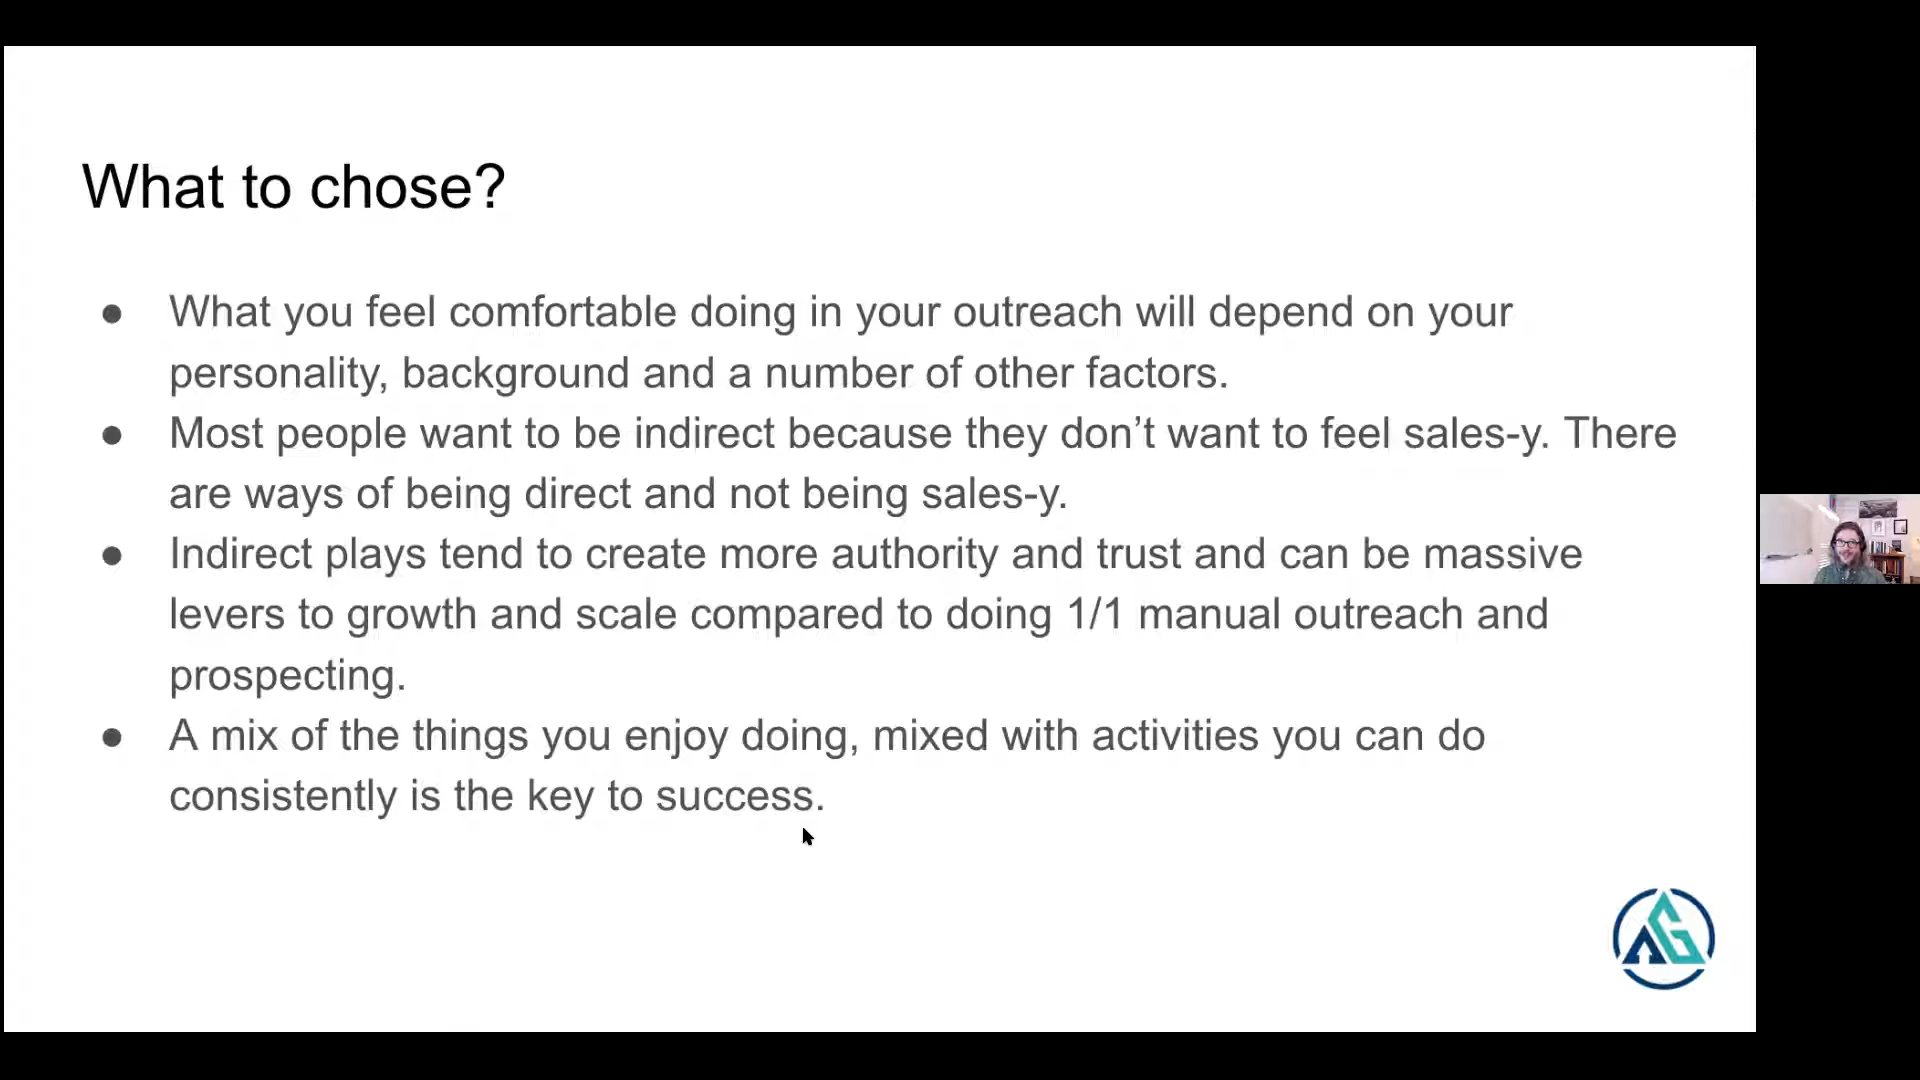 What to chose?
● What you feel comfortable doing in your outreach will depend on your
personality, background and a number of other factors.
● Most people want to be indirect because they don’t want to feel sales-y. There
are ways of being direct and not being sales-y.
● Indirect plays tend to create more authority and trust and can be massive
levers to growth and scale compared to doing 1/1 manual outreach and
prospecting.
● A mix of the things you enjoy doing, mixed with activities you can do
consistently is the key to success.
AG